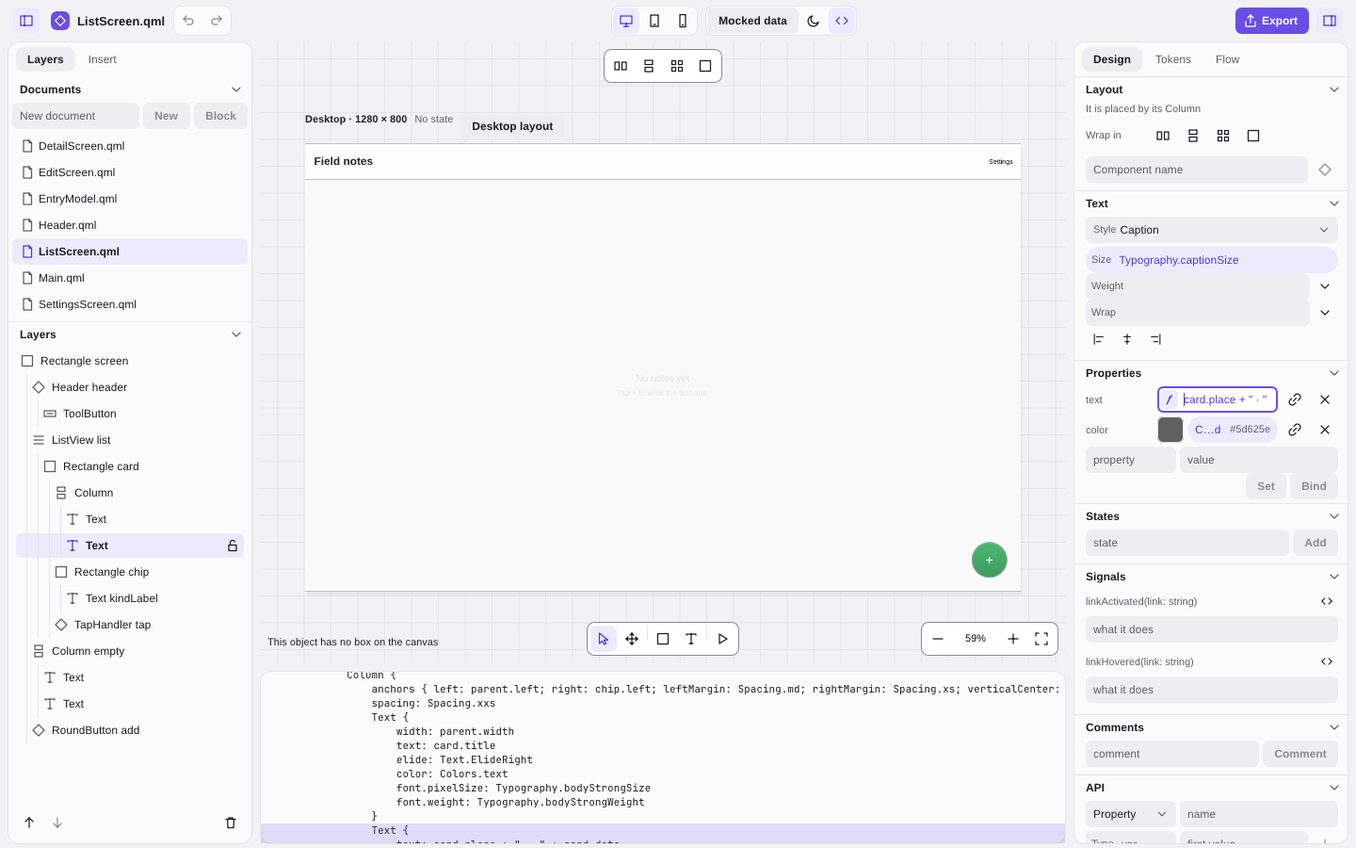 ListScreen.qml
Mocked data
Export
Layers
Insert
Documents
New document
New
Block
DetailScreen.qml
EditScreen.qml
EntryModel.qml
Header.qml
ListScreen.qml
Main.qml
SettingsScreen.qml
Layers
Rectangle screen
Header header
ToolButton
ListView list
Rectangle card
Column
Text
Text
Rectangle chip
Text kindLabel
TapHandler tap
Column empty
Text
Text
RoundButton add
Desktop · 1280 × 800 No state
Desktop layout
Field notes
Settings
No notes yet
Tap + to write the first one
+
This object has no box on the canvas
59%
Column {
anchors { left: parent.left; right: chip.left; leftMargin: Spacing.md; rightMargin: Spacing.xs; verticalCenter:
spacing: Spacing.xxs
Text {
width: parent.width
text: card.title
elide: Text.ElideRight
color: Colors.text
font.pixelSize: Typography.bodyStrongSize
font.weight: Typography.bodyStrongWeight
}
Text {
Design
Tokens
Flow
Layout
It is placed by its Column
Wrap in
Component name
Text
Style Caption
Size Typography.captionSize
Weight
Wrap
Properties
text
f card.place + " · "
color
C…d #5d625e
property
value
Set
Bind
States
state
Add
Signals
linkActivated(link: string)
what it does
linkHovered(link: string)
what it does
Comments
comment
Comment
API
Property
name